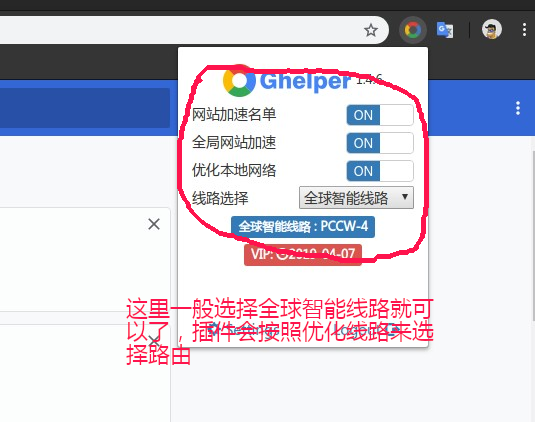 Ghelper 1.4.6
网站加速名单 ON
全局网站加速 ON
优化本地网络 ON
线路选择 全球智能线路
全球智能线路 : PCCW-4
VIP: 2019-04-07
这里一般选择全球智能线路就可
以了，插件会按照优化线路来选
择路由